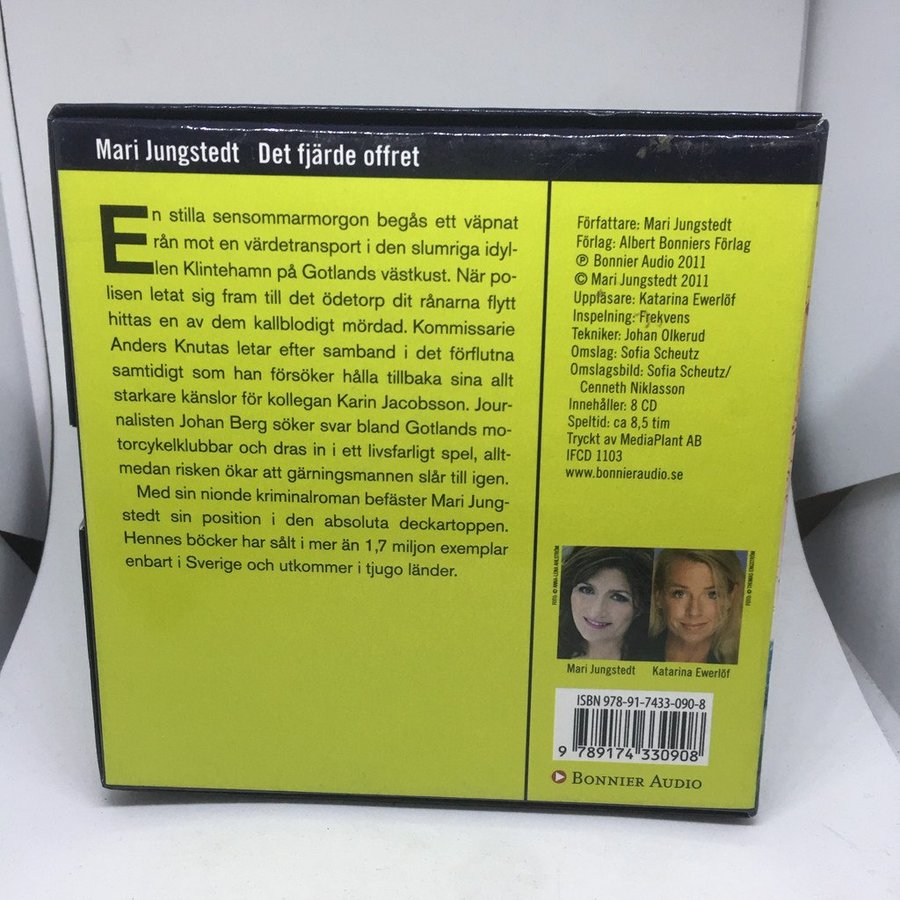 Mari Jungstedt Det fjärde offret
En stilla sensommarmorgon begås ett väpnat
rån mot en värdetransport i den slumriga idyl-
len Klintehamn på Gotlands västkust. När po-
lisen letat sig fram till det ödetorp dit rånarna flytt
hittas en av dem kallblodigt mördad. Kommissarie
Anders Knutas letar efter samband i det förflutna
samtidigt som han försöker hålla tillbaka sina allt
starkare känslor för kollegan Karin Jacobsson. Jour-
nalisten Johan Berg söker svar bland Gotlands mo-
torcykelklubbar och dras in i ett livsfarligt spel, allt-
medan risken ökar att gärningsmannen slår till igen.
Med sin nionde kriminalroman befäster Mari Jung-
stedt sin position i den absoluta deckartoppen.
Hennes böcker har sålt i mer än 1,7 miljon exemplar
enbart i Sverige och utkommer i tjugo länder.
Författare: Mari Jungstedt
Förlag: Albert Bonniers Förlag
℗ Bonnier Audio 2011
© Mari Jungstedt 2011
Uppläsare: Katarina Ewerlöf
Inspelning: Frekvens
Tekniker: Johan Olkerud
Omslag: Sofia Scheutz
Omslagsbild: Sofia Scheutz/
Cenneth Niklasson
Innehåller: 8 CD
Speltid: ca 8,5 tim
Tryckt av MediaPlant AB
IFCD 1103
www.bonnieraudio.se
FOTO: © ANNA-LENA AHLSTRÖM
FOTO: © THRON ULLBERG
Mari Jungstedt Katarina Ewerlöf
ISBN 978-91-7433-090-8
9 789174 330908
BONNIER AUDIO